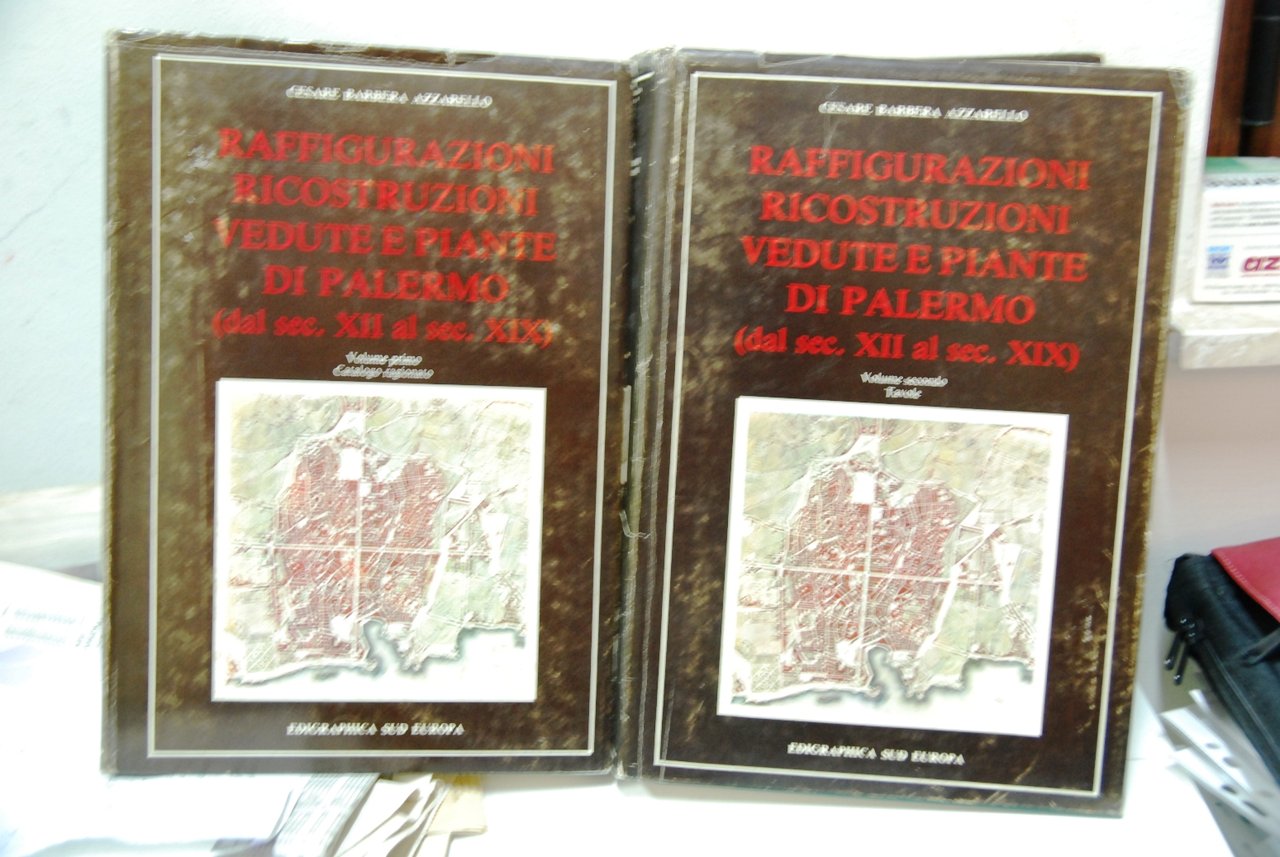 CESARE BARBERA AZZARELLO
RAFFIGURAZIONI
RICOSTRUZIONI
VEDUTE E PIANTE
DI PALERMO
(dal sec. XII al sec. XIX)
Volume primo
Catalogo ragionato
EDIGRAPHICA SUD EUROPA
CESARE BARBERA AZZARELLO
RAFFIGURAZIONI
RICOSTRUZIONI
VEDUTE E PIANTE
DI PALERMO
(dal sec. XII al sec. XIX)
Volume secondo
Tavole
EDIGRAPHICA SUD EUROPA